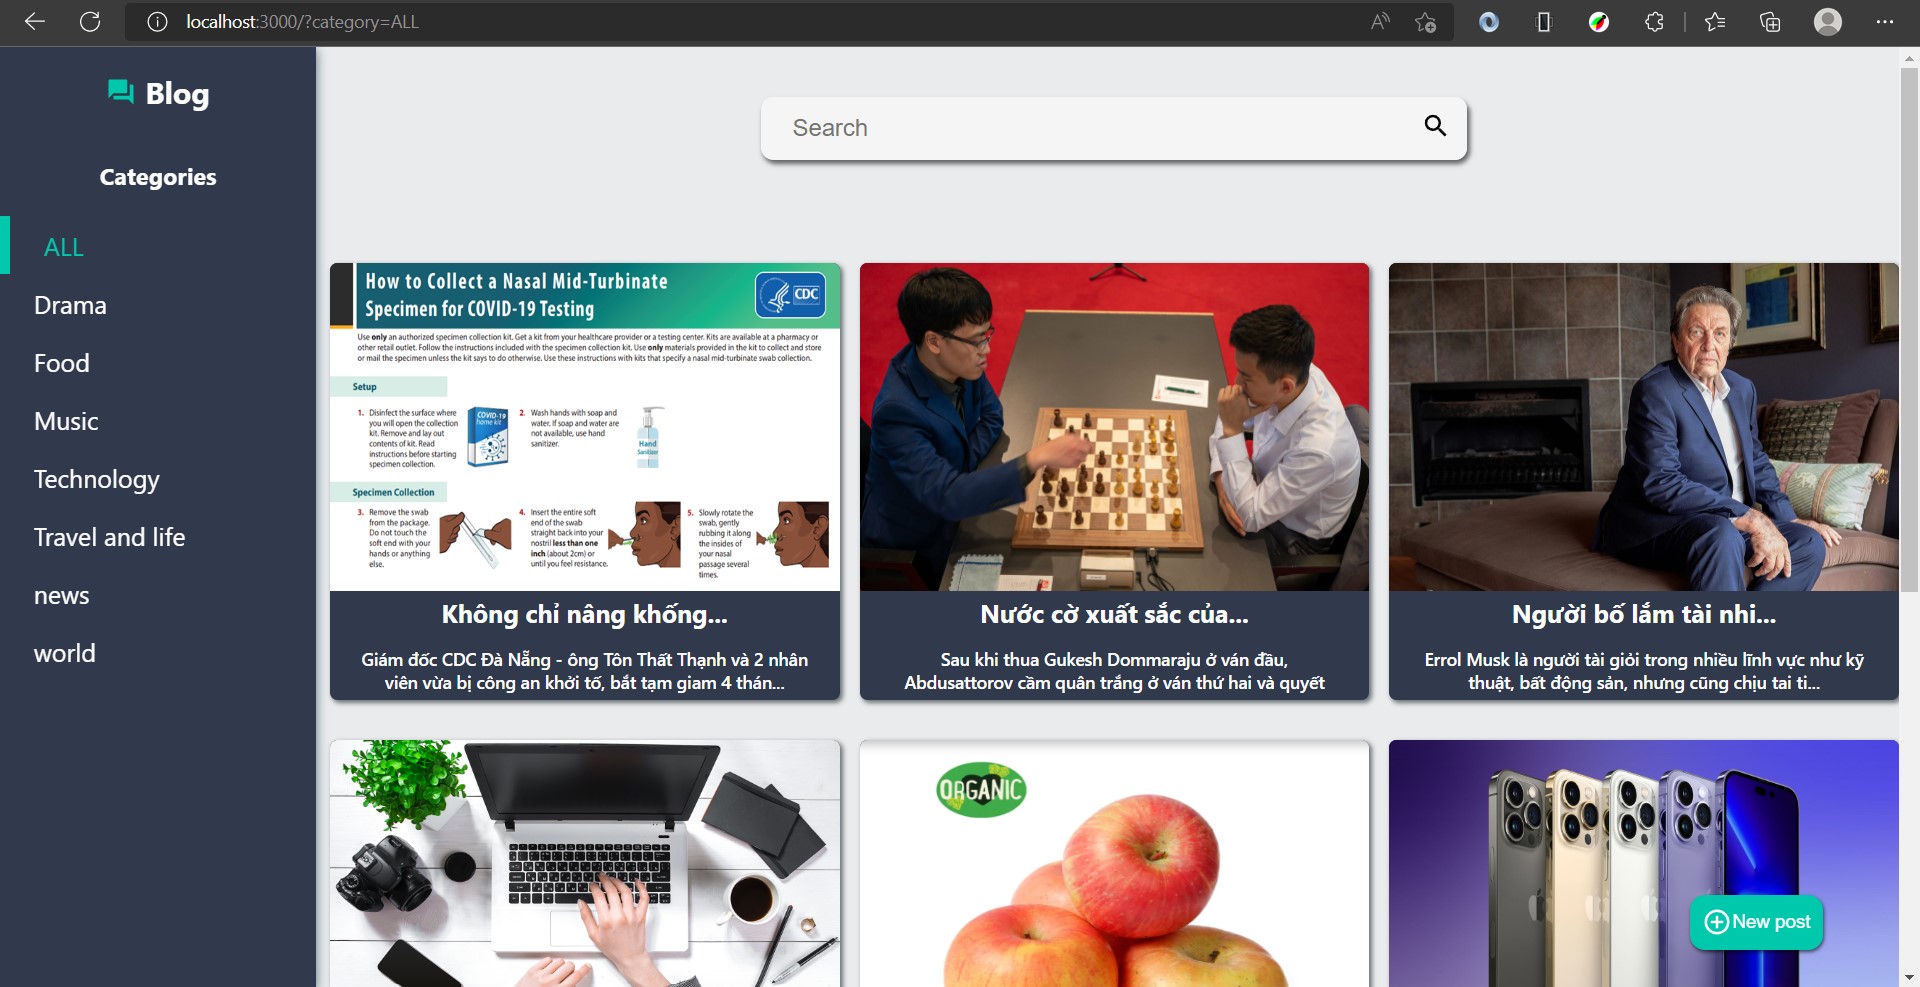 localhost:3000/?category=ALL
Blog
Categories
ALL
Drama
Food
Music
Technology
Travel and life
news
world
Search
How to Collect a Nasal Mid-Turbinate
Specimen for COVID-19 Testing
CDC
Use only an authorized specimen collection kit. Get a kit from your healthcare provider or a testing center. Kits are available at a pharmacy or
other retail outlet. Follow the instructions included with the specimen collection kit. Use only materials provided in the kit to collect and store
or mail the specimen unless the kit says to do otherwise. Use these instructions with kits that specify a nasal mid-turbinate swab collection.
Setup
1. Disinfect the surface where
you will open the collection
kit. Remove and lay out
contents of kit. Read
instructions before starting
specimen collection.
COVID-19
home kit
2. Wash hands with soap and
water. If soap and water are
not available, use hand
sanitizer.
Hand
Sanitizer
Specimen Collection
3. Remove the swab
from the package.
Do not touch the
soft end with your
hands or anything
else.
4. Insert the entire soft
end of the swab
straight back into your
nostril less than one
inch (about 2cm) or
until you feel resistance.
5. Slowly rotate the
swab, gently
rubbing it along
the insides of
your nasal
passage several
times.
Không chỉ nâng khống...
Giám đốc CDC Đà Nẵng - ông Tôn Thất Thạnh và 2 nhân
viên vừa bị công an khởi tố, bắt tạm giam 4 thán...
Nước cờ xuất sắc của...
Sau khi thua Gukesh Dommaraju ở ván đầu,
Abdusattorov cầm quân trắng ở ván thứ hai và quyết
Người bố lắm tài nhi...
Errol Musk là người tài giỏi trong nhiều lĩnh vực như kỹ
thuật, bất động sản, nhưng cũng chịu tai ti...
ORGANIC
New post